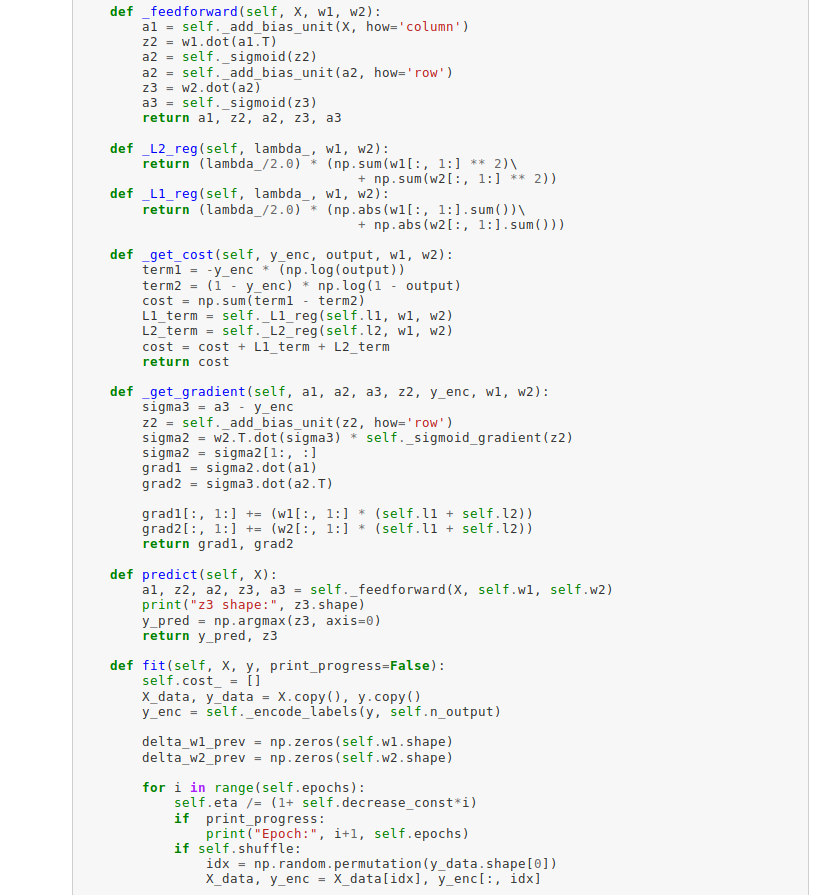 def _feedforward(self, X, w1, w2):
    a1 = self._add_bias_unit(X, how='column')
    z2 = w1.dot(a1.T)
    a2 = self._sigmoid(z2)
    a2 = self._add_bias_unit(a2, how='row')
    z3 = w2.dot(a2)
    a3 = self._sigmoid(z3)
    return a1, z2, a2, z3, a3

def _L2_reg(self, lambda_, w1, w2):
    return (lambda_/2.0) * (np.sum(w1[:, 1:] ** 2)\
                               + np.sum(w2[:, 1:] ** 2))
def _L1_reg(self, lambda_, w1, w2):
    return (lambda_/2.0) * (np.abs(w1[:, 1:].sum())\
                               + np.abs(w2[:, 1:].sum()))

def _get_cost(self, y_enc, output, w1, w2):
    term1 = -y_enc * (np.log(output))
    term2 = (1 - y_enc) * np.log(1 - output)
    cost = np.sum(term1 - term2)
    L1_term = self._L1_reg(self.l1, w1, w2)
    L2_term = self._L2_reg(self.l2, w1, w2)
    cost = cost + L1_term + L2_term
    return cost

def _get_gradient(self, a1, a2, a3, z2, y_enc, w1, w2):
    sigma3 = a3 - y_enc
    z2 = self._add_bias_unit(z2, how='row')
    sigma2 = w2.T.dot(sigma3) * self._sigmoid_gradient(z2)
    sigma2 = sigma2[1:, :]
    grad1 = sigma2.dot(a1)
    grad2 = sigma3.dot(a2.T)

    grad1[:, 1:] += (w1[:, 1:] * (self.l1 + self.l2))
    grad2[:, 1:] += (w2[:, 1:] * (self.l1 + self.l2))
    return grad1, grad2

def predict(self, X):
    a1, z2, a2, z3, a3 = self._feedforward(X, self.w1, self.w2)
    print("z3 shape:", z3.shape)
    y_pred = np.argmax(z3, axis=0)
    return y_pred, z3

def fit(self, X, y, print_progress=False):
    self.cost_ = []
    X_data, y_data = X.copy(), y.copy()
    y_enc = self._encode_labels(y, self.n_output)

    delta_w1_prev = np.zeros(self.w1.shape)
    delta_w2_prev = np.zeros(self.w2.shape)

    for i in range(self.epochs):
        self.eta /= (1+ self.decrease_const*i)
        if  print_progress:
            print("Epoch:", i+1, self.epochs)
        if self.shuffle:
            idx = np.random.permutation(y_data.shape[0])
            X_data, y_enc = X_data[idx], y_enc[:, idx]